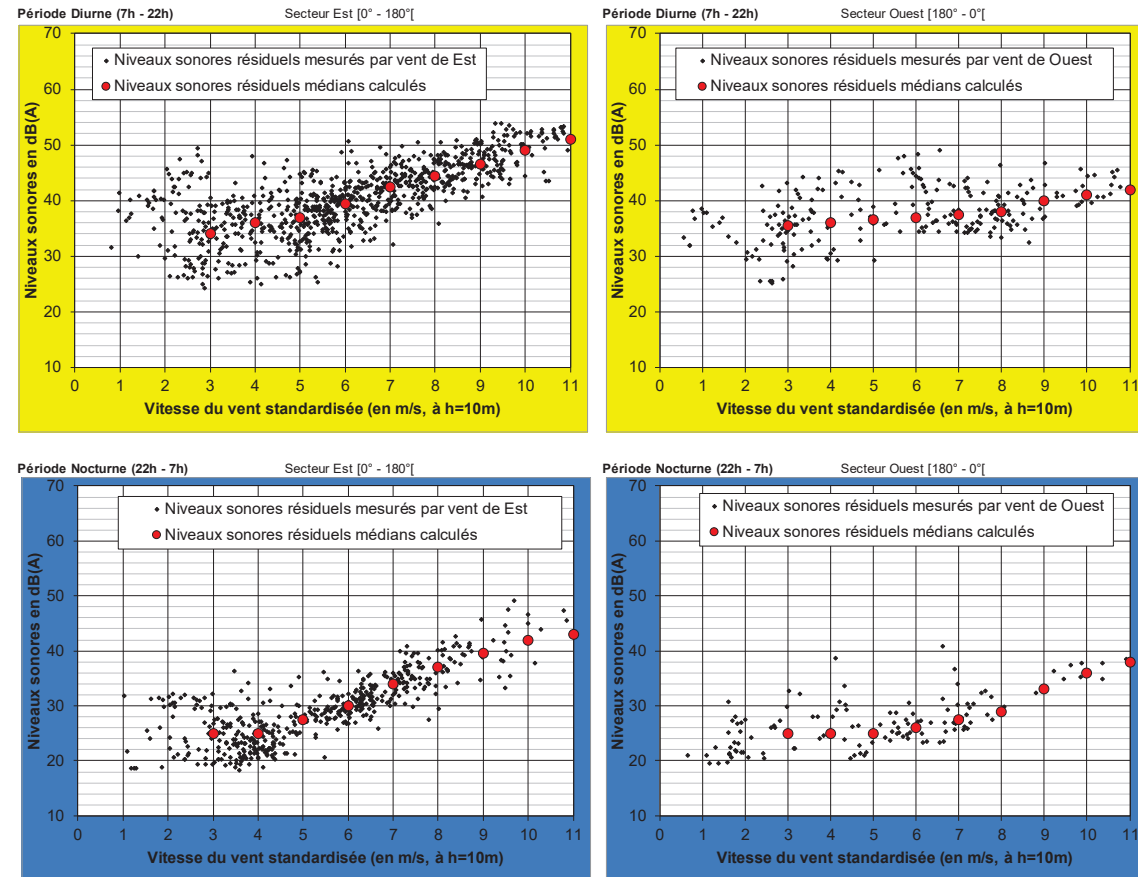 Période Diurne (7h - 22h) Secteur Est [0° - 180°[
70
60
50
40
30
20
10
Niveaux sonores en dB(A)
Niveaux sonores résiduels mesurés par vent de Est
Niveaux sonores résiduels médians calculés
0 1 2 3 4 5 6 7 8 9 10 11
Vitesse du vent standardisée (en m/s, à h=10m)
Période Diurne (7h - 22h) Secteur Ouest [180° - 0°[
70
60
50
40
30
20
10
Niveaux sonores en dB(A)
Niveaux sonores résiduels mesurés par vent de Ouest
Niveaux sonores résiduels médians calculés
0 1 2 3 4 5 6 7 8 9 10 11
Vitesse du vent standardisée (en m/s, à h=10m)
Période Nocturne (22h - 7h) Secteur Est [0° - 180°[
70
60
50
40
30
20
10
Niveaux sonores en dB(A)
Niveaux sonores résiduels mesurés par vent de Est
Niveaux sonores résiduels médians calculés
0 1 2 3 4 5 6 7 8 9 10 11
Vitesse du vent standardisée (en m/s, à h=10m)
Période Nocturne (22h - 7h) Secteur Ouest [180° - 0°[
70
60
50
40
30
20
10
Niveaux sonores en dB(A)
Niveaux sonores résiduels mesurés par vent de Ouest
Niveaux sonores résiduels médians calculés
0 1 2 3 4 5 6 7 8 9 10 11
Vitesse du vent standardisée (en m/s, à h=10m)